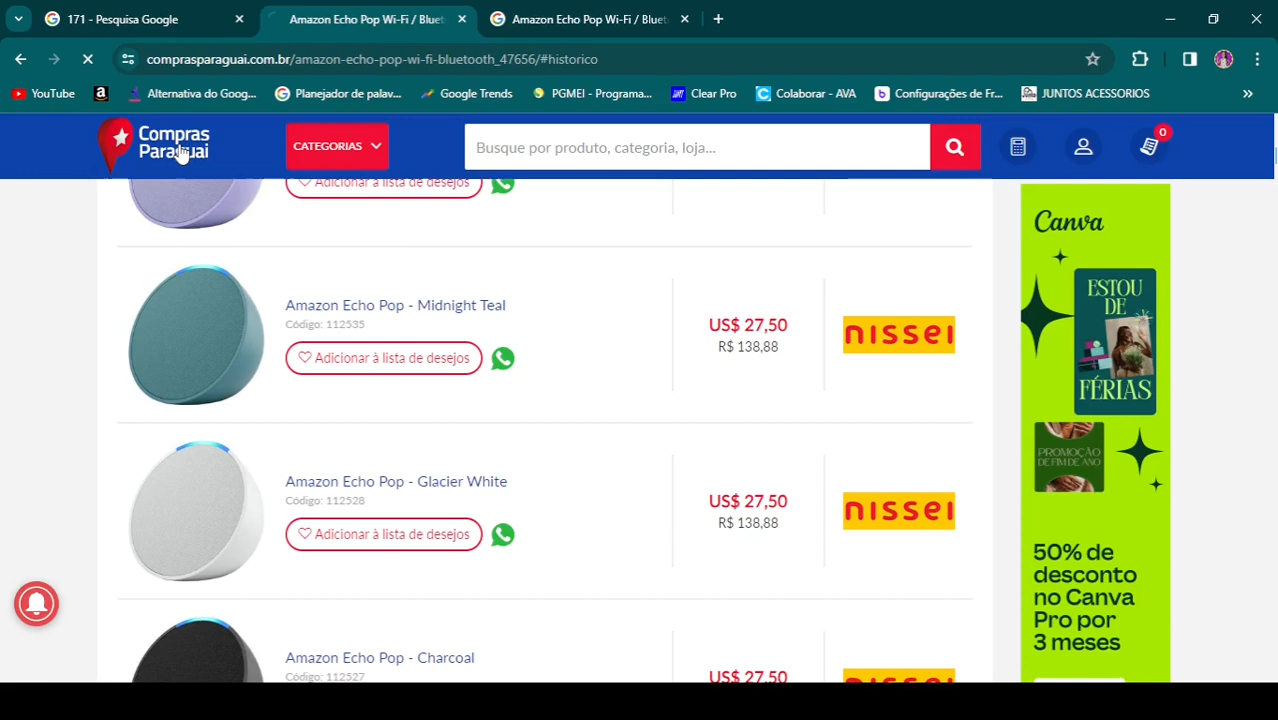 171 - Pesquisa Google
Amazon Echo Pop Wi-Fi / Bluet
Amazon Echo Pop Wi-Fi / Bluet
comprasparaguai.com.br/amazon-echo-pop-wi-fi-bluetooth_47656/#historico
YouTube
Alternativa do Goog...
Planejador de palav...
Google Trends
PGMEI - Programa...
Clear Pro
Colaborar - AVA
Configurações de Fr...
JUNTOS ACESSORIOS
Compras
Paraguai
CATEGORIAS
Busque por produto, categoria, loja...
0
Adicionar à lista de desejos
Amazon Echo Pop - Midnight Teal
Código: 112535
Adicionar à lista de desejos
US$ 27,50
R$ 138,88
nissei
Amazon Echo Pop - Glacier White
Código: 112528
Adicionar à lista de desejos
US$ 27,50
R$ 138,88
nissei
Amazon Echo Pop - Charcoal
Código: 112527
US$ 27,50
nissei
Canva
ESTOU
DE
FÉRIAS
PROMOÇÃO
DE FIM DE ANO
50% de
desconto
no Canva
Pro por
3 meses